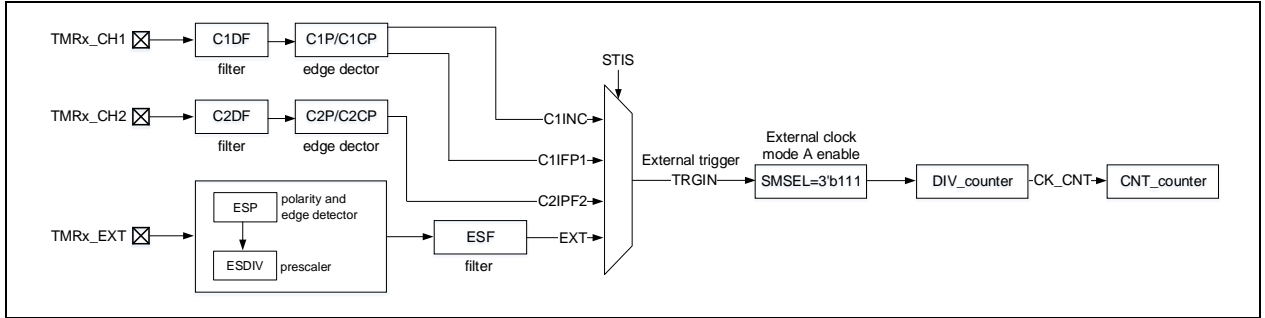 TMRx_CH1
C1DF
filter
C1P/C1CP
edge dector
STIS
TMRx_CH2
C2DF
filter
C2P/C2CP
edge dector
C1INC
C1IFP1
C2IPF2
EXT
External trigger
TRGIN
External clock
mode A enable
SMSEL=3'b111
DIV_counter
CK_CNT
CNT_counter
TMRx_EXT
ESP
polarity and
edge detector
ESDIV
prescaler
ESF
filter